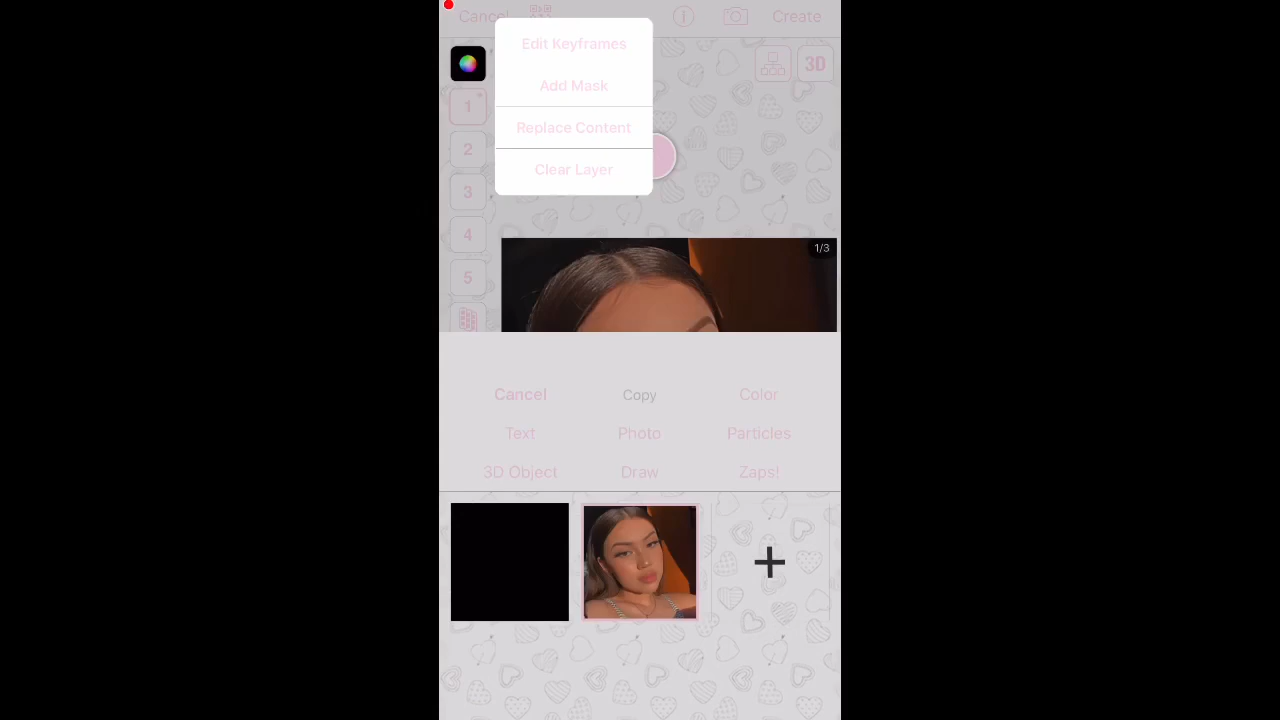 Cancel
Create
Edit Keyframes
Add Mask
Replace Content
Clear Layer
3D
1
2
3
4
5
1/3
Cancel Copy Color
Text Photo Particles
3D Object Draw Zaps!